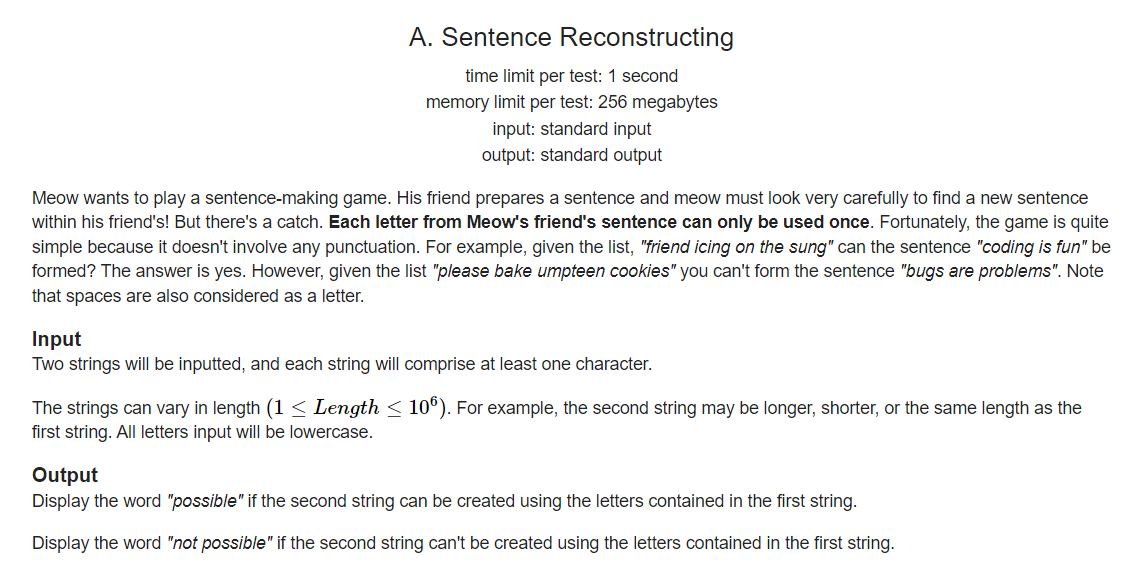 A. Sentence Reconstructing
time limit per test: 1 second
memory limit per test: 256 megabytes
input: standard input
output: standard output
Meow wants to play a sentence-making game. His friend prepares a sentence and meow must look very carefully to find a new sentence
within his friend's! But there's a catch. Each letter from Meow's friend's sentence can only be used once. Fortunately, the game is quite
simple because it doesn't involve any punctuation. For example, given the list, "friend icing on the sung" can the sentence "coding is fun" be
formed? The answer is yes. However, given the list "please bake umpteen cookies" you can't form the sentence "bugs are problems". Note
that spaces are also considered as a letter.
Input
Two strings will be inputted, and each string will comprise at least one character.
The strings can vary in length (1 ≤ Length ≤ 10⁶). For example, the second string may be longer, shorter, or the same length as the
first string. All letters input will be lowercase.
Output
Display the word "possible" if the second string can be created using the letters contained in the first string.
Display the word "not possible" if the second string can't be created using the letters contained in the first string.